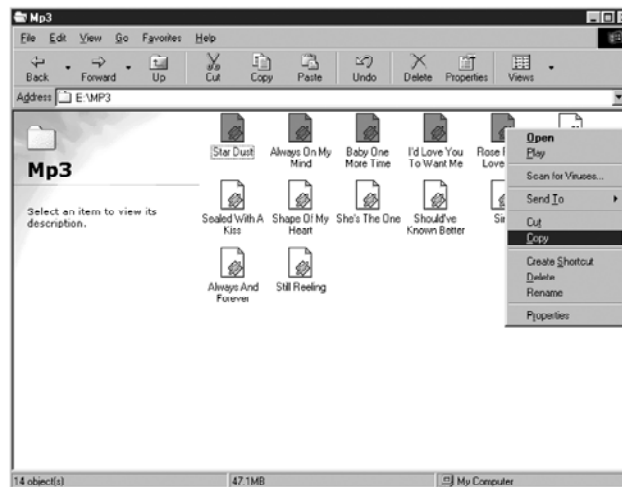 Mp3
File Edit View Go Favorites Help
Back Forward Up Cut Copy Paste Undo Delete Properties Views
Address E:\MP3
Mp3
Select an item to view its
description.
Star Dust Always On My
Mind Baby One
More Time I'd Love You
To Want Me Rose
Love
Sealed With A
Kiss Shape Of My
Heart She's The One Should've
Known Better
Always And
Forever Still Reeling
Open
Play
Scan for Viruses...
Send To
Cut
Copy
Create Shortcut
Delete
Rename
Properties
14 object(s) 47.1MB My Computer